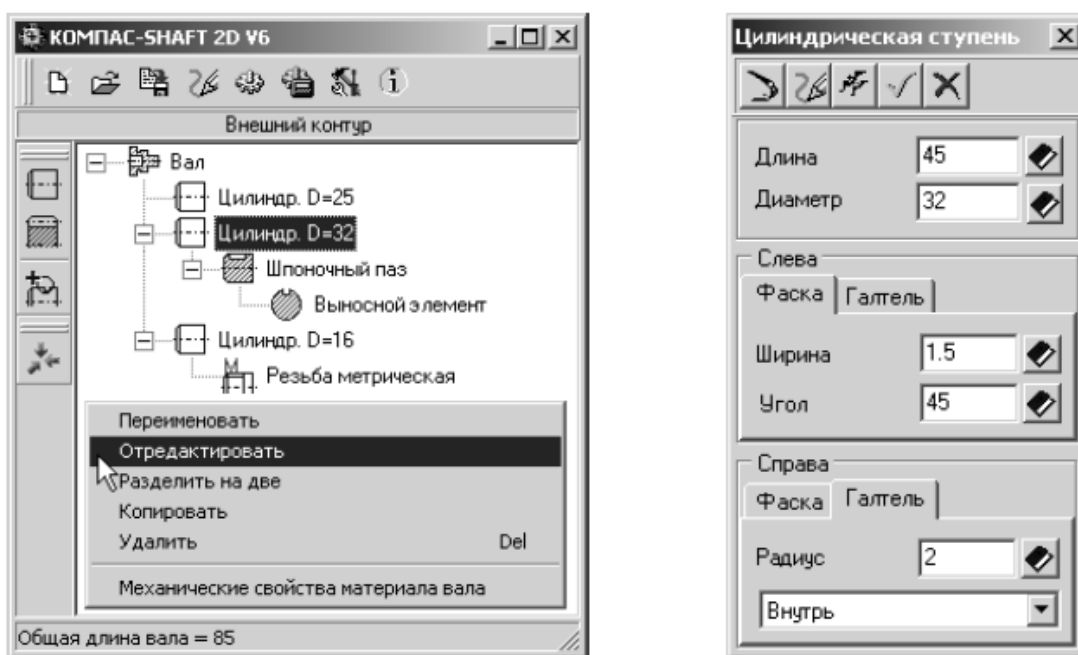 КОМПАС-SHAFT 2D V6
Внешний контур
Вал
Цилиндр. D=25
Цилиндр. D=32
Шпоночный паз
Выносной элемент
Цилиндр. D=16
М
Резьба метрическая
Переименовать
Отредактировать
Разделить на две
Копировать
Удалить Del
Механические свойства материала вала
Общая длина вала = 85
Цилиндрическая ступень
Длина 45
Диаметр 32
Слева
Фаска Галтель
Ширина 1.5
Угол 45
Справа
Фаска Галтель
Радиус 2
Внутрь